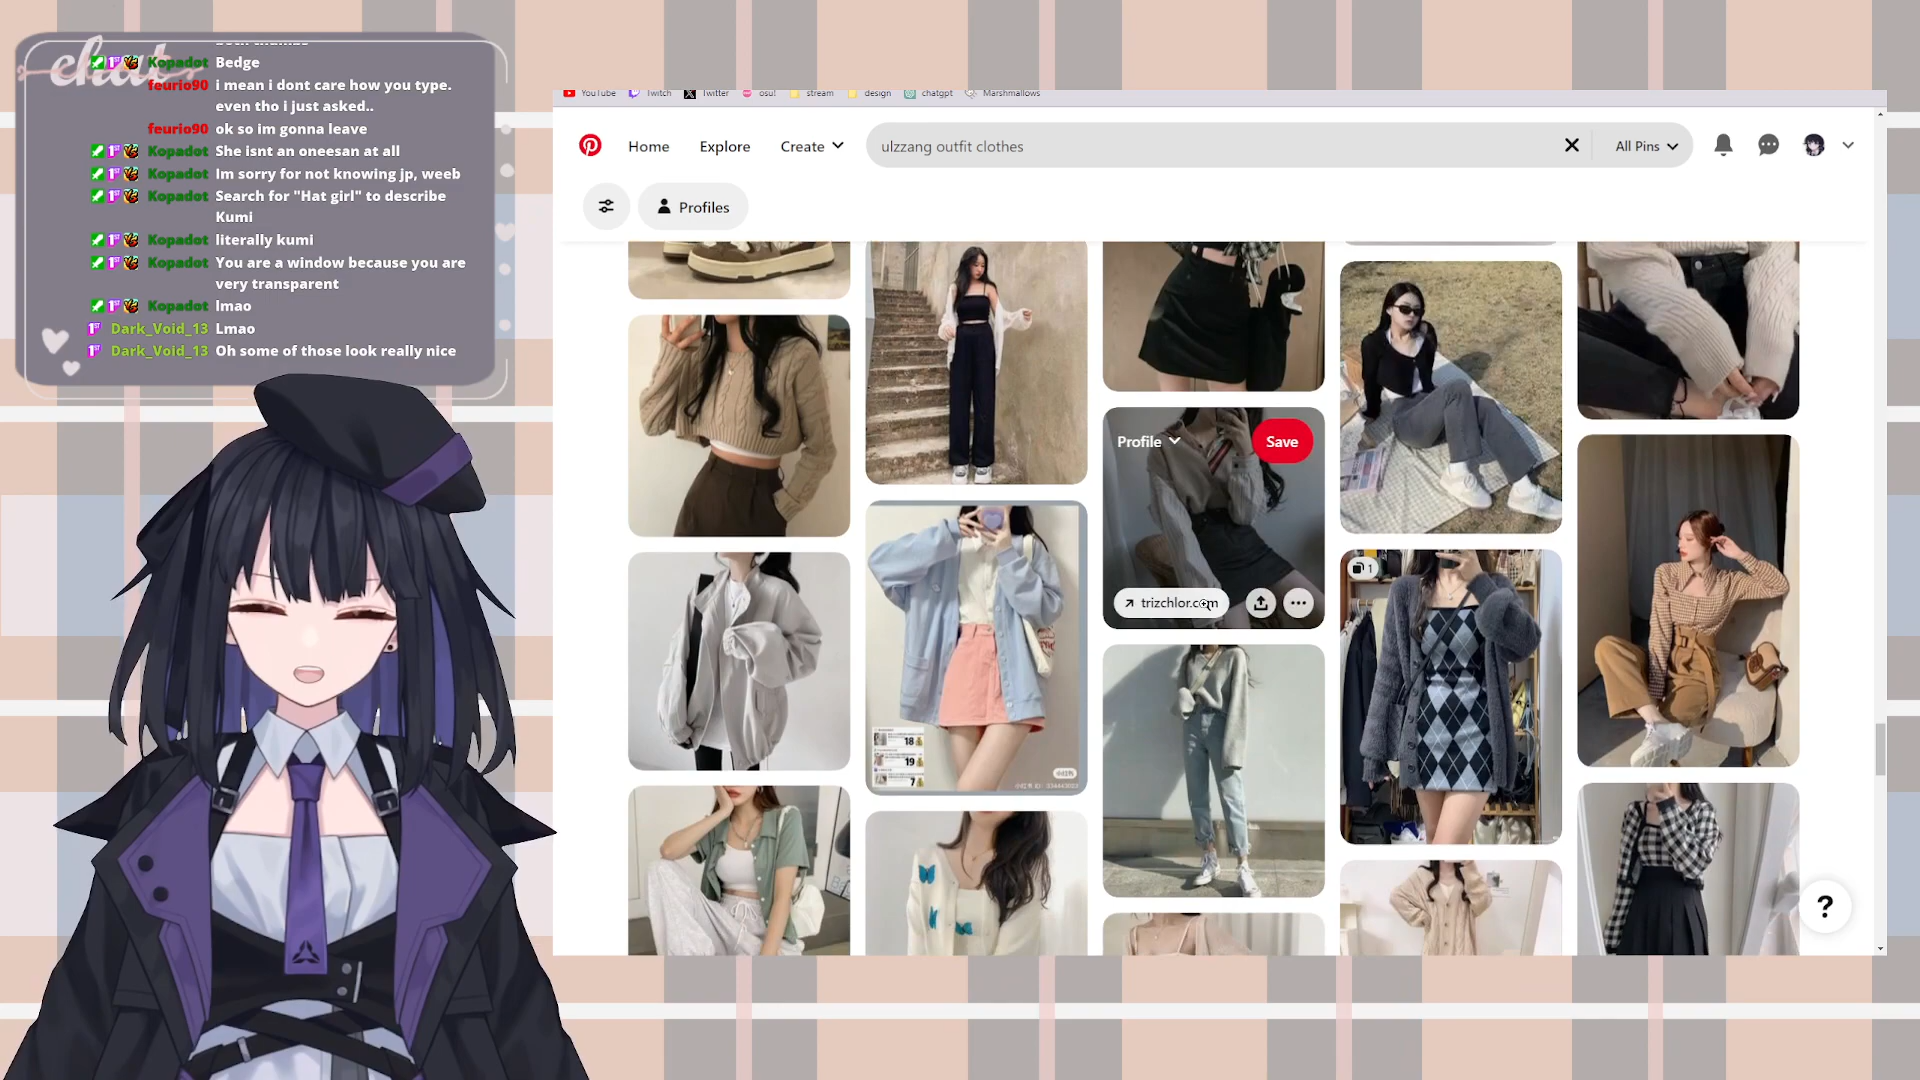 chat
Kopadot Bedge
feurio90 i mean i dont care how you type.
even tho i just asked..
feurio90 ok so im gonna leave
Kopadot She isnt an oneesan at all
Kopadot Im sorry for not knowing jp, weeb
Kopadot Search for "Hat girl" to describe
Kumi
Kopadot literally kumi
Kopadot You are a window because you are
very transparent
Kopadot lmao
Dark_Void_13 Lmao
Dark_Void_13 Oh some of those look really nice
YouTube Twitch Twitter osu! stream design chatgpt Marshmallows
Home Explore Create ulzzang outfit clothes All Pins
Profiles
Profile Save
trizchlor.com
1
18
19
7
?